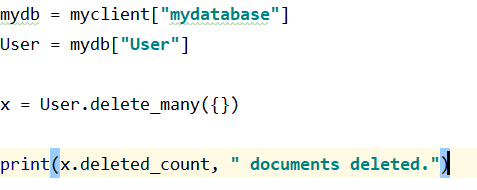 mydb = myclient["mydatabase"]
User = mydb["User"]
x = User.delete_many({})
print(x.deleted_count, " documents deleted.")